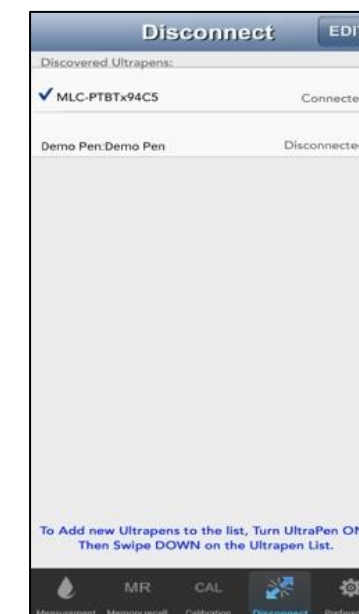 Disconnect EDI
Discovered Ultrapens:
✓ MLC-PTBTx94C5 Connecte
Demo Pen:Demo Pen Disconnecte
To Add new Ultrapens to the list, Turn UltraPen ON
Then Swipe DOWN on the Ultrapen List.
MR CAL
Measurement Memory recall Calibration Disconnect Prefere